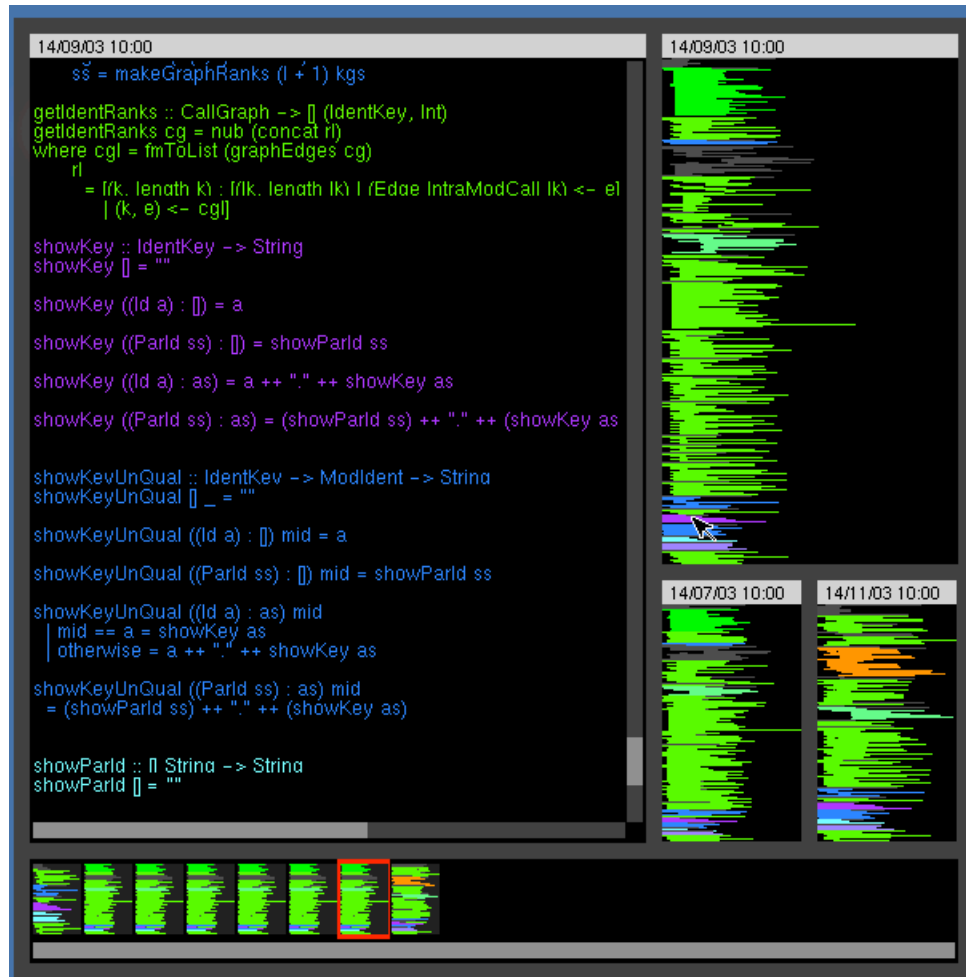 14/09/03 10:00
ss = makeGraphRanks (l + 1) kgs
getIdentRanks :: CallGraph -> [] (IdentKey, Int)
getIdentRanks cg = nub (concat rl)
where cgl = fmToList (graphEdges cg)
rl
= [(k, length k) : [(lk, length lk) | (Edge IntraModCall lk) <- e]
| (k, e) <- cgl]
showKey :: IdentKey -> String
showKey [] = ""
showKey ((Id a) : []) = a
showKey ((ParId ss) : []) = showParId ss
showKey ((Id a) : as) = a ++ "." ++ showKey as
showKey ((ParId ss) : as) = (showParId ss) ++ "." ++ (showKey as
showKeyUnQual :: IdentKey -> ModIdent -> String
showKeyUnQual [] _ = ""
showKeyUnQual ((Id a) : []) mid = a
showKeyUnQual ((ParId ss) : []) mid = showParId ss
showKeyUnQual ((Id a) : as) mid
| mid == a = showKey as
| otherwise = a ++ "." ++ showKey as
showKeyUnQual ((ParId ss) : as) mid
= (showParId ss) ++ "." ++ (showKey as)
showParId :: [] String -> String
showParId [] = ""
14/09/03 10:00
14/07/03 10:00
14/11/03 10:00